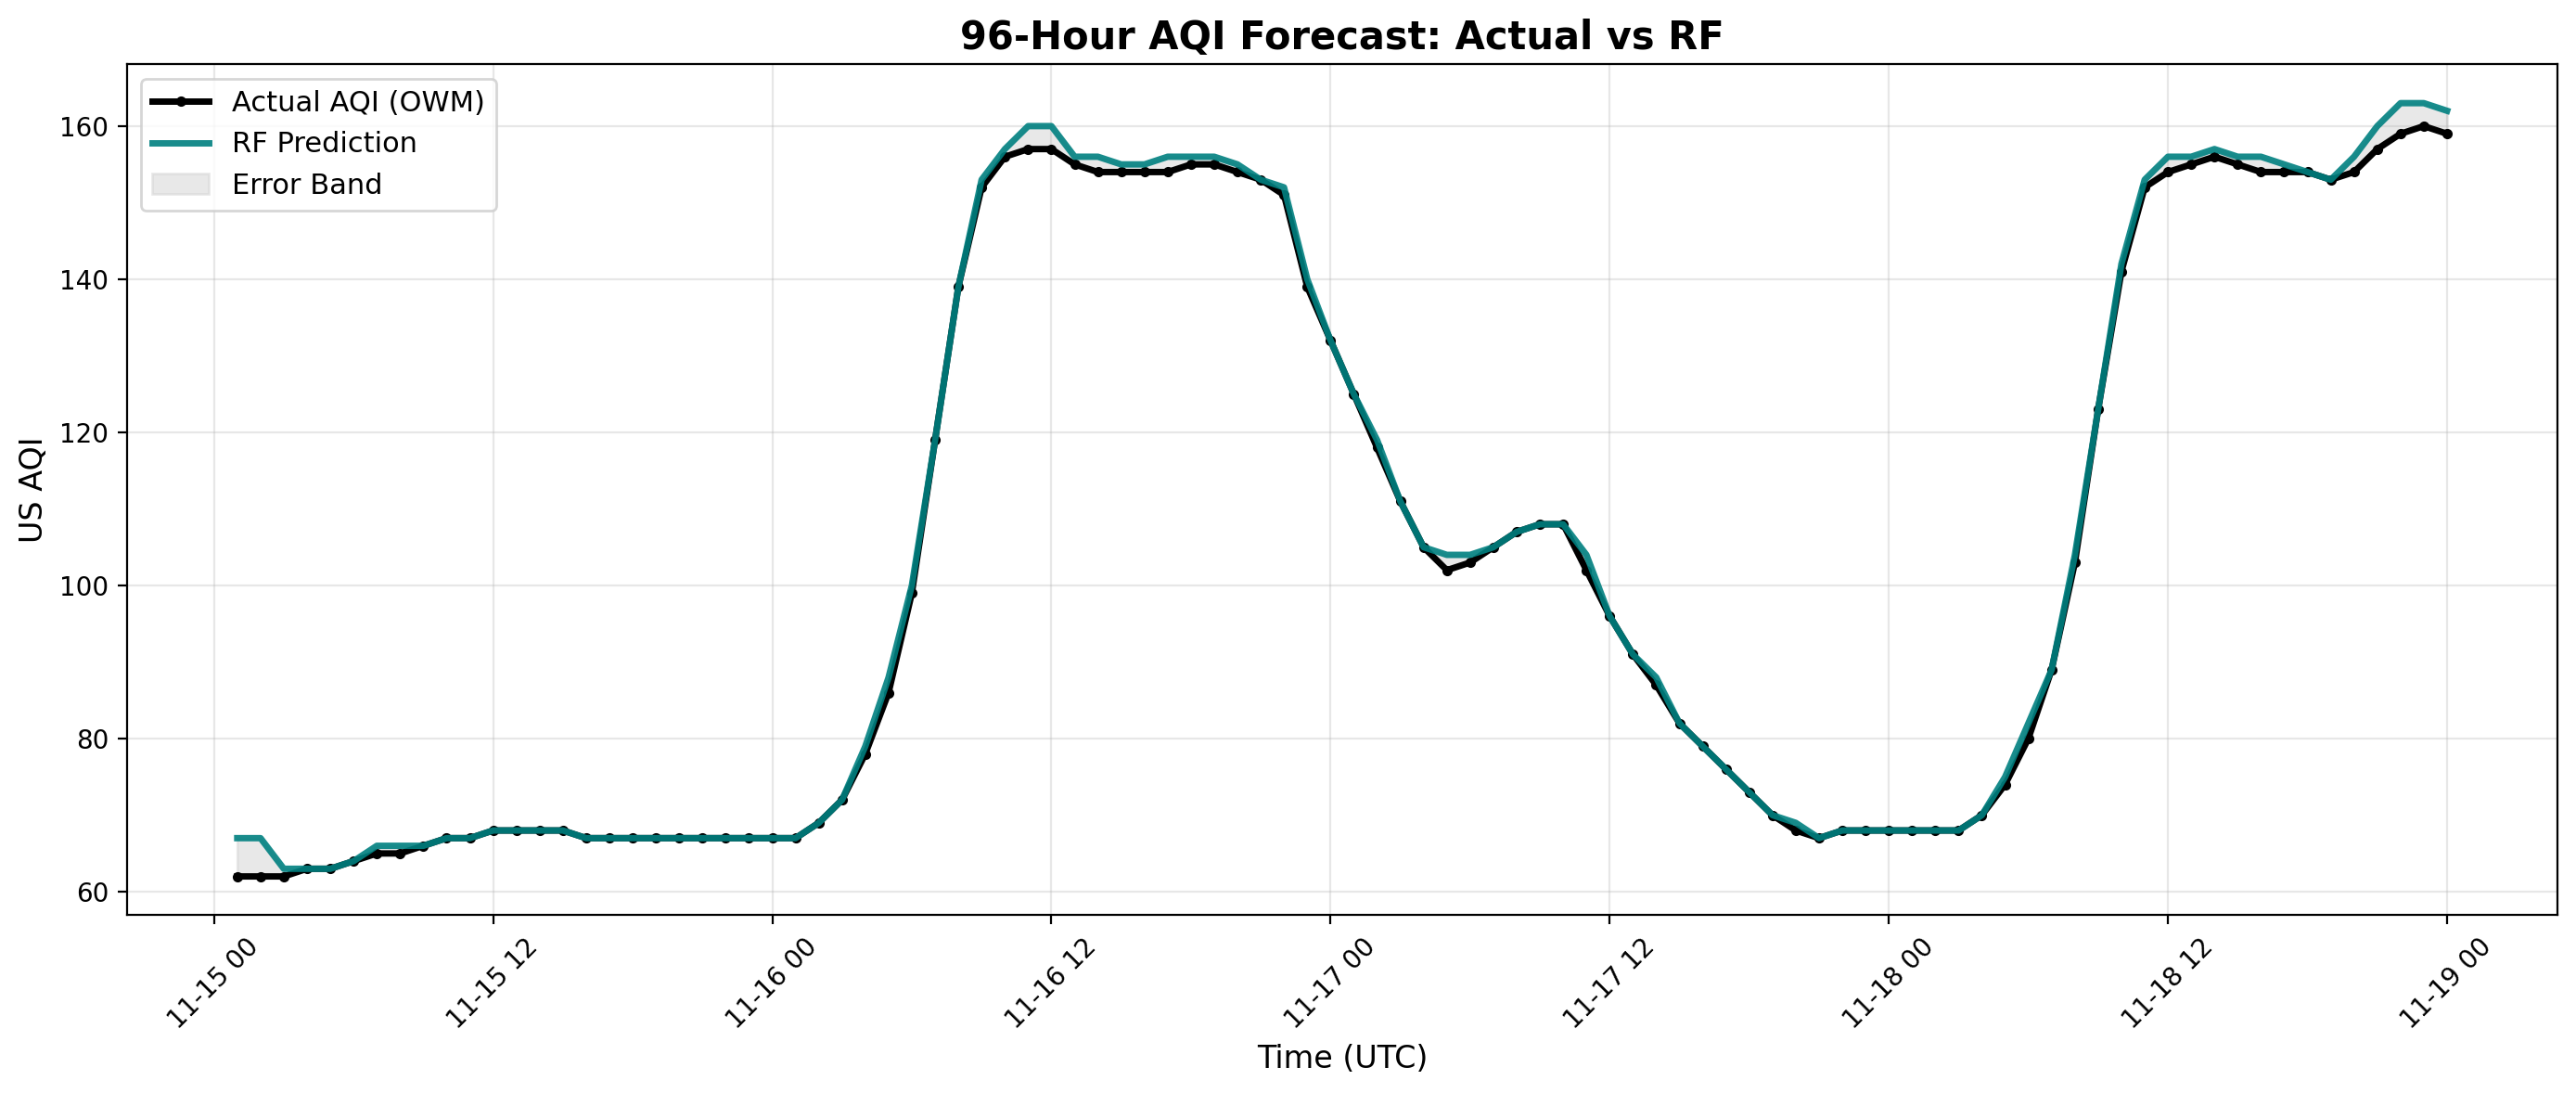 96-Hour AQI Forecast: Actual vs RF
Actual AQI (OWM)
RF Prediction
Error Band
US AQI
160
140
120
100
80
60
11-15 00
11-15 12
11-16 00
11-16 12
11-17 00
11-17 12
11-18 00
11-18 12
11-19 00
Time (UTC)